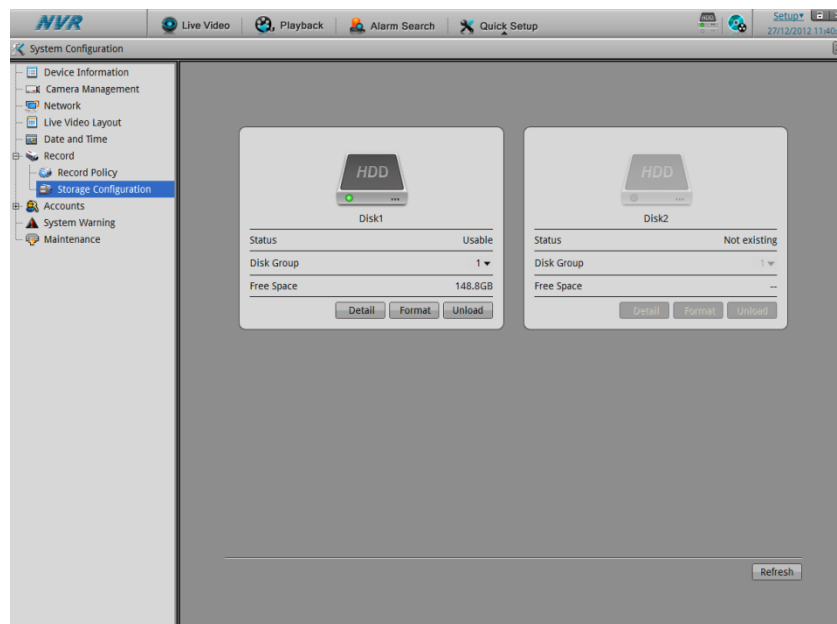 NVR Live Video Playback Alarm Search Quick Setup HDD Setup
27/12/2012 11:40:
System Configuration
Device Information
Camera Management
Network
Live Video Layout
Date and Time
Record
Record Policy
Storage Configuration
Accounts
System Warning
Maintenance
HDD
Disk1
Status Usable
Disk Group 1
Free Space 148.8GB
Detail Format Unload
HDD
Disk2
Status Not existing
Disk Group 1
Free Space --
Detail Format Unload
Refresh